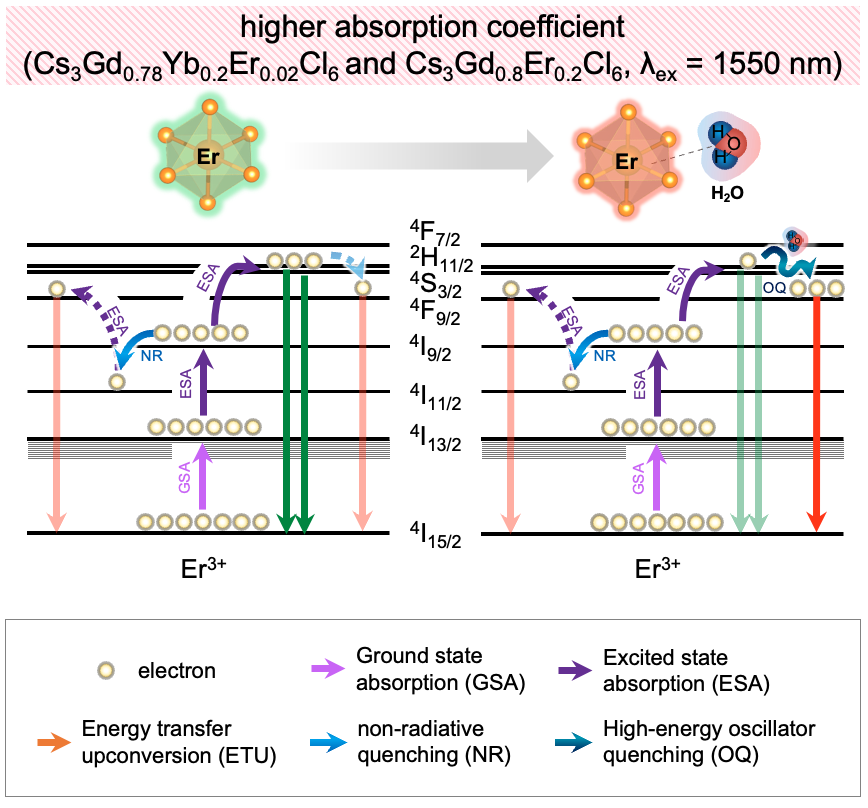 higher absorption coefficient
(Cs3Gd0.78Yb0.2Er0.02Cl6 and Cs3Gd0.8Er0.2Cl6, λex = 1550 nm)
Er
Er
H
O
H
H2O
4F7/2
2H11/2
4S3/2
4F9/2
4I9/2
4I11/2
4I13/2
4I15/2
ESA
ESA
NR
ESA
GSA
Er3+
ESA
OQ
ESA
NR
ESA
GSA
Er3+
electron
Ground state
absorption (GSA)
Excited state
absorption (ESA)
Energy transfer
upconversion (ETU)
non-radiative
quenching (NR)
High-energy oscillator
quenching (OQ)